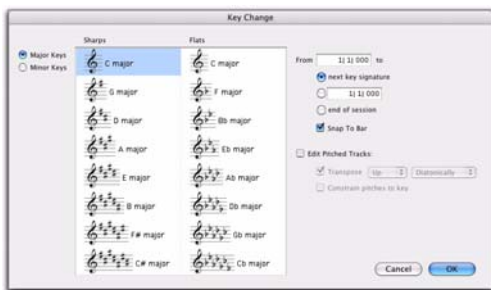 Key Change
Sharps Flats
Major Keys
Minor Keys
C major C major
G major F major
D major Bb major
A major Eb major
E major Ab major
B major Db major
F# major Gb major
C# major Cb major
From 1| 1| 000 to
next key signature
1| 1| 000
end of session
Snap To Bar
Edit Pitched Tracks:
Transpose Up Diatonically
Constrain pitches to key
Cancel OK